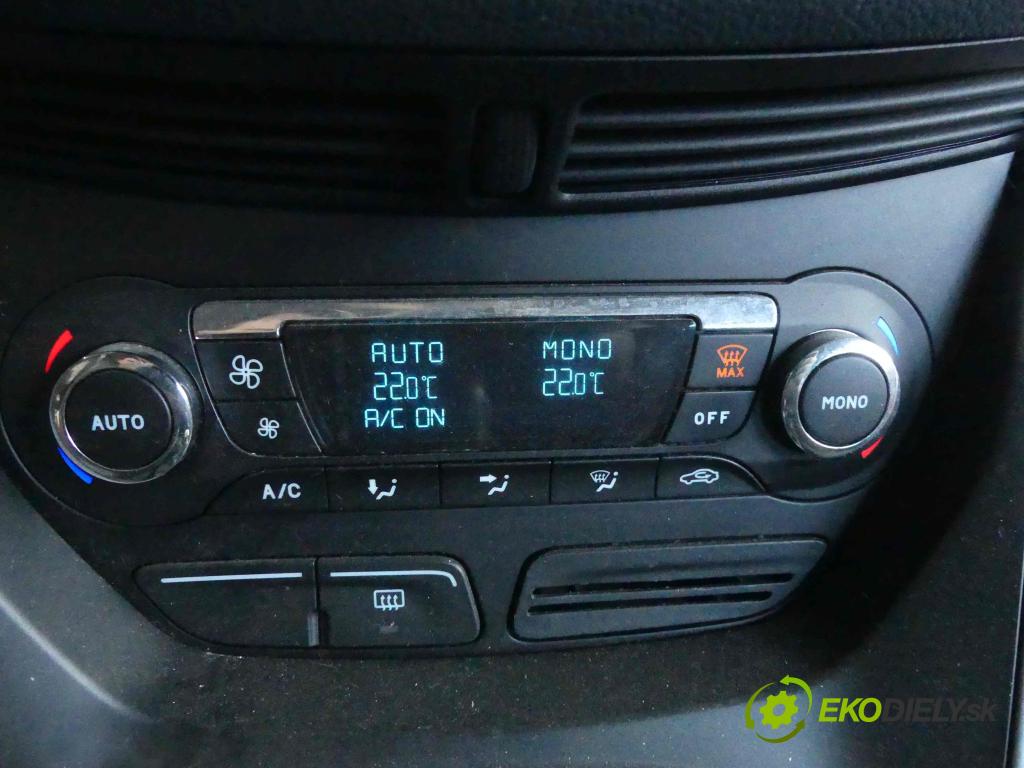 AUTO MONO
22.0°C 22.0°C
A/C ON
MAX
AUTO
MONO
OFF
A/C
EKODIELY.sk